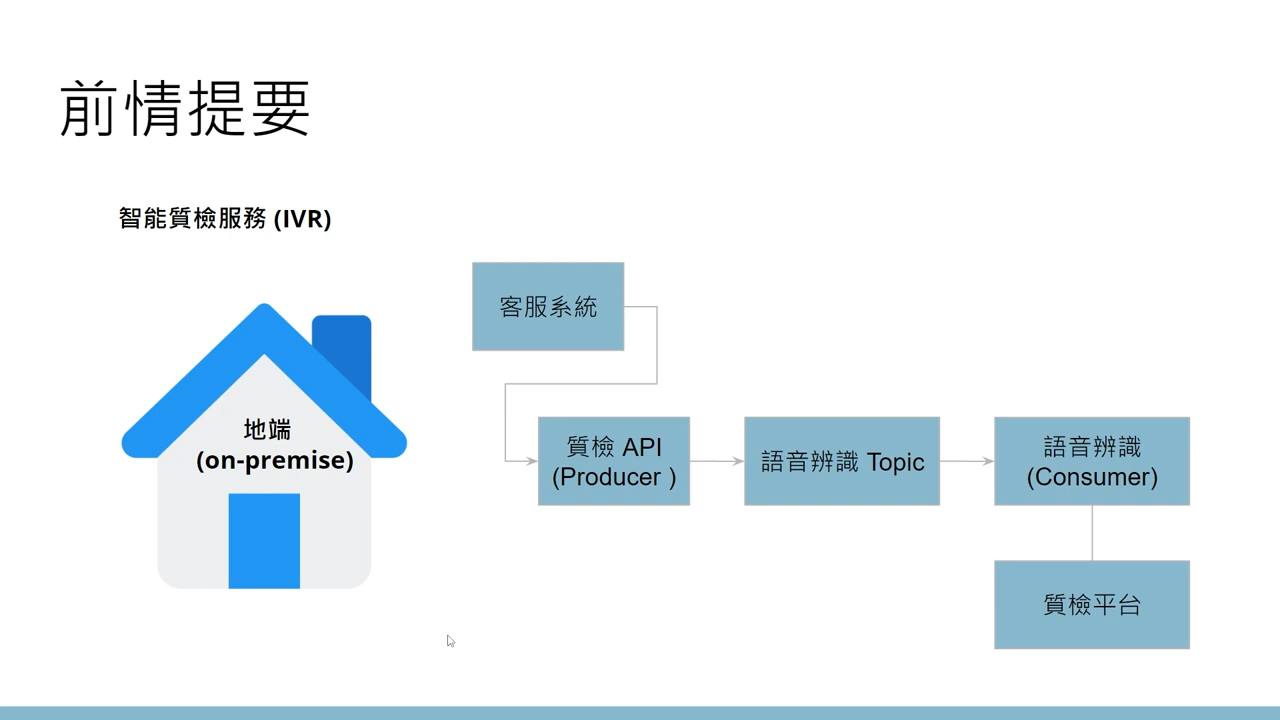 前情提要
智能質檢服務 (IVR)
地端
(on-premise)
客服系統
質檢 API
(Producer )
語音辨識 Topic
語音辨識
(Consumer)
質檢平台